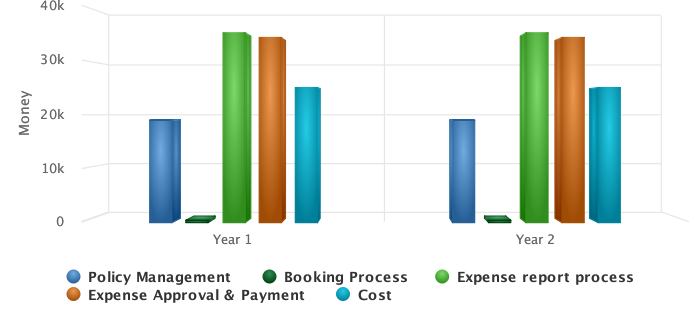 40k
30k
20k
10k
0
Money
Year 1 Year 2
Policy Management Booking Process Expense report process
Expense Approval & Payment Cost